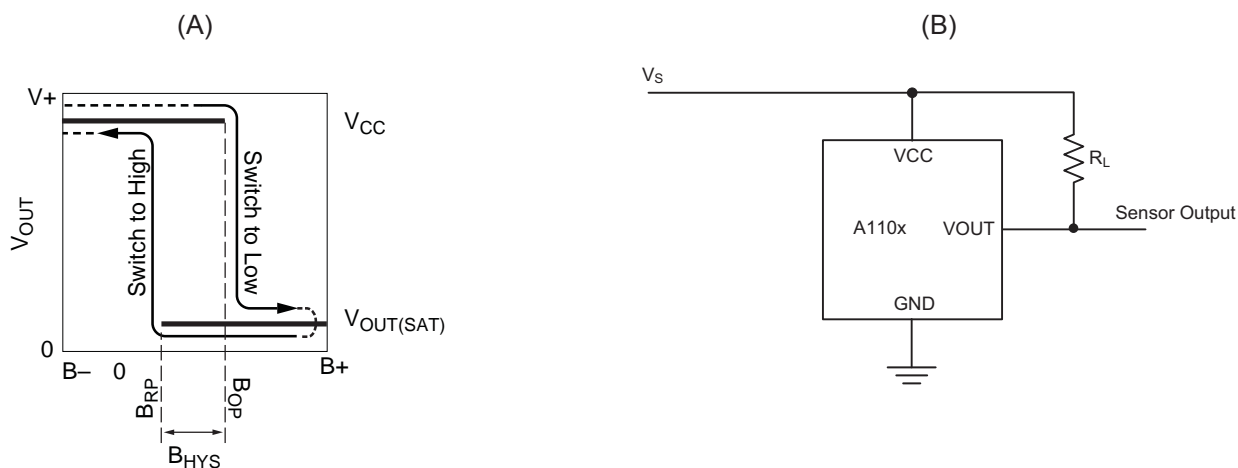 (A)
V+
VCC
Switch to High
Switch to Low
VOUT
VOUT(SAT)
0
B–
0
B+
BRP
BOP
BHYS
(B)
VS
VCC
RL
A110x
VOUT
Sensor Output
GND